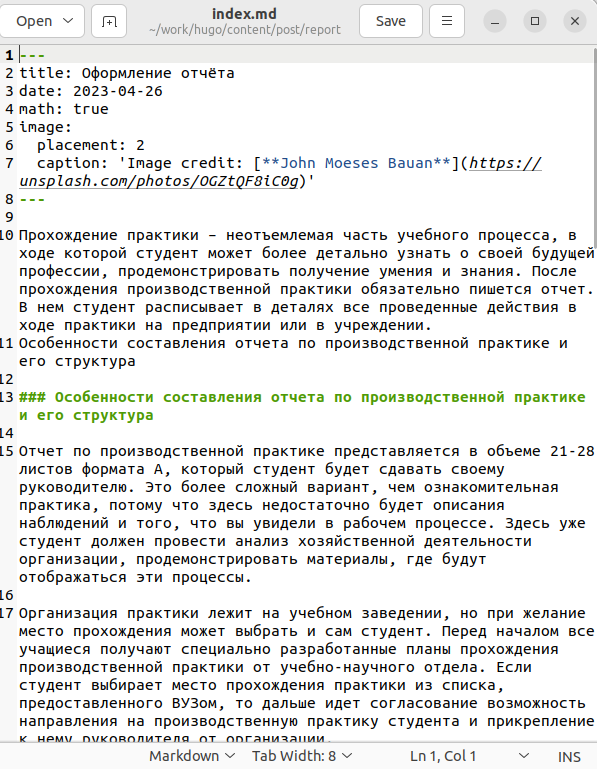 Open
index.md
~/work/hugo/content/post/report
Save
1 ---
2 title: Оформление отчёта
3 date: 2023-04-26
4 math: true
5 image:
6   placement: 2
7   caption: 'Image credit: [**John Moeses Bauan**](https://
unsplash.com/photos/OGZtQF8iC0g)'
8 ---
9
10 Прохождение практики – неотъемлемая часть учебного процесса, в
ходе которой студент может более детально узнать о своей будущей
профессии, продемонстрировать получение умения и знания. После
прохождения производственной практики обязательно пишется отчет.
В нем студент расписывает в деталях все проведенные действия в
ходе практики на предприятии или в учреждении.
11 Особенности составления отчета по производственной практике и
его структура
12
13 ### Особенности составления отчета по производственной практике
и его структура
14
15 Отчет по производственной практике представляется в объеме 21-28
листов формата А, который студент будет сдавать своему
руководителю. Это более сложный вариант, чем ознакомительная
практика, потому что здесь недостаточно будет описания
наблюдений и того, что вы увидели в рабочем процессе. Здесь уже
студент должен провести анализ хозяйственной деятельности
организации, продемонстрировать материалы, где будут
отображаться эти процессы.
16
17 Организация практики лежит на учебном заведении, но при желание
место прохождения может выбрать и сам студент. Перед началом все
учащиеся получают специально разработанные планы прохождения
производственной практики от учебно-научного отдела. Если
студент выбирает место прохождения практики из списка,
предоставленного ВУЗом, то дальше идет согласование возможность
направления на производственную практику студента и прикрепление
к нему руководителя от организации.
Markdown Tab Width: 8 Ln 1, Col 1 INS